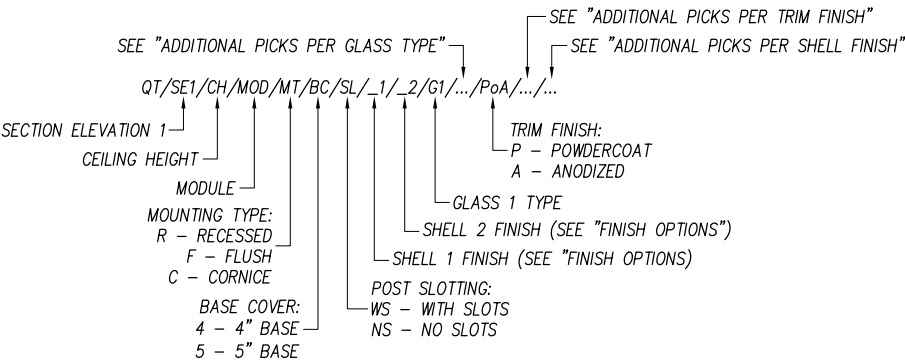 SEE "ADDITIONAL PICKS PER TRIM FINISH"
SEE "ADDITIONAL PICKS PER GLASS TYPE"
SEE "ADDITIONAL PICKS PER SHELL FINISH"
QT/SE1/CH/MOD/MT/BC/SL/_1/_2/G1/.../PoA/.../...
SECTION ELEVATION 1
CEILING HEIGHT
MODULE
MOUNTING TYPE:
R - RECESSED
F - FLUSH
C - CORNICE
BASE COVER:
4 - 4" BASE
5 - 5" BASE
POST SLOTTING:
WS - WITH SLOTS
NS - NO SLOTS
SHELL 1 FINISH (SEE "FINISH OPTIONS)
SHELL 2 FINISH (SEE "FINISH OPTIONS")
GLASS 1 TYPE
TRIM FINISH:
P - POWDERCOAT
A - ANODIZED